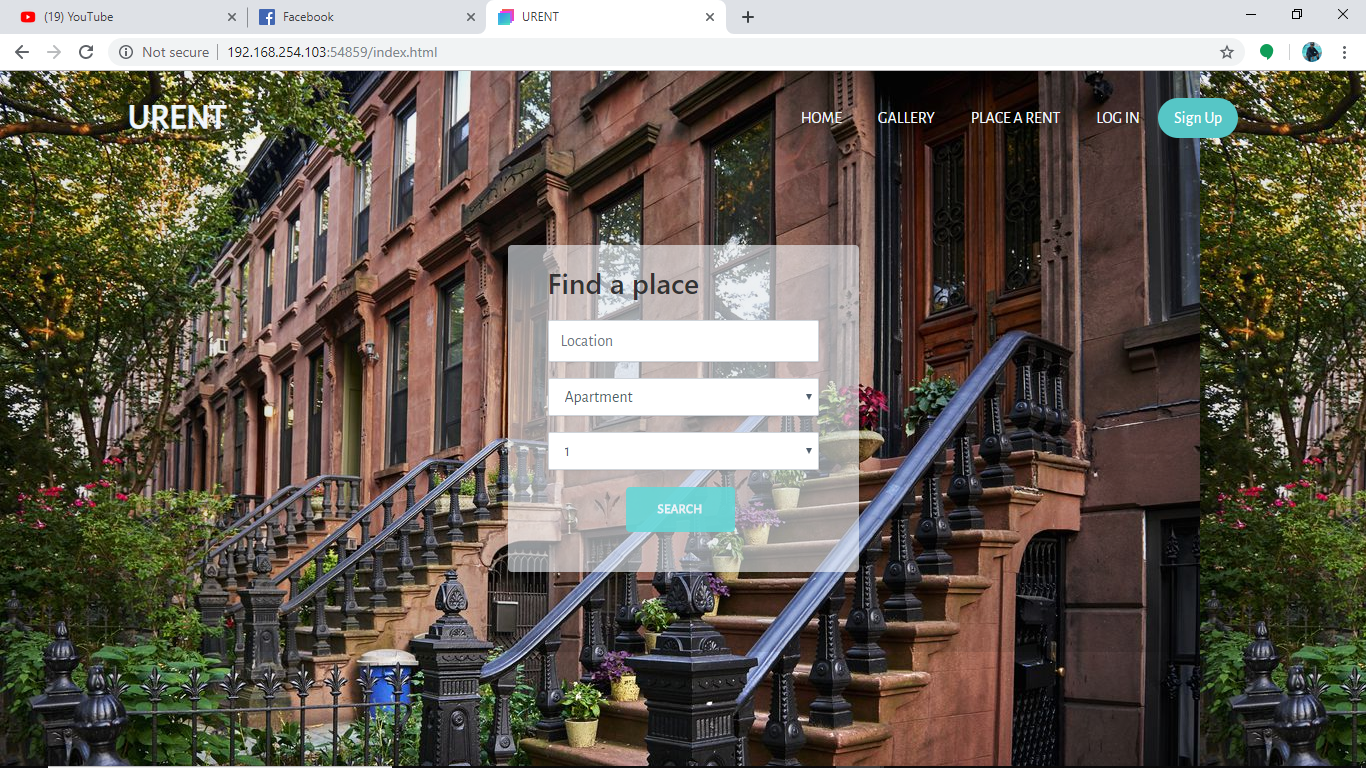 (19) YouTube
Facebook
URENT
Not secure
192.168.254.103:54859/index.html
URENT
HOME
GALLERY
PLACE A RENT
LOG IN
Sign Up
Find a place
Location
Apartment
1
SEARCH